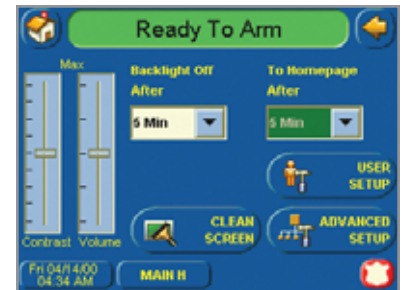 Ready To Arm
Max
Backlight Off
After
To Homepage
After
5 Min
5 Min
USER
SETUP
CLEAN
SCREEN
ADVANCED
SETUP
Contrast Volume
Fri 04/14/00
04:34 AM
MAIN H